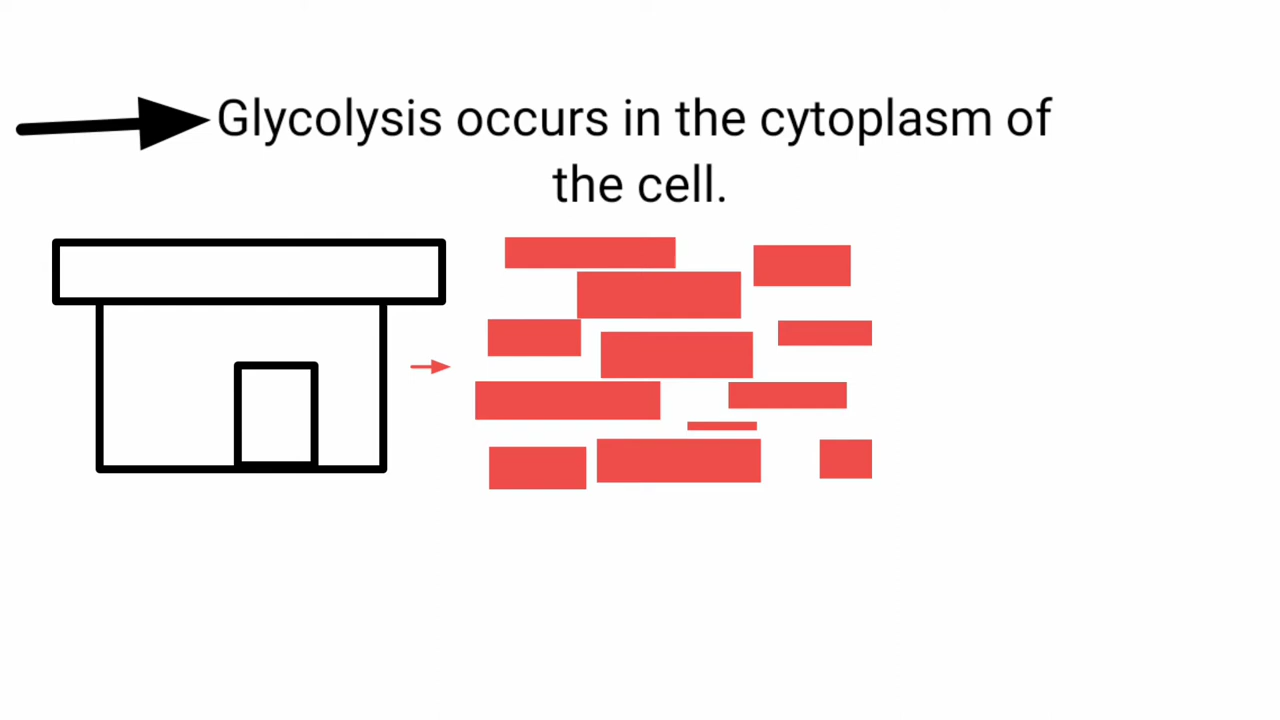 Glycolysis occurs in the cytoplasm of
the cell.